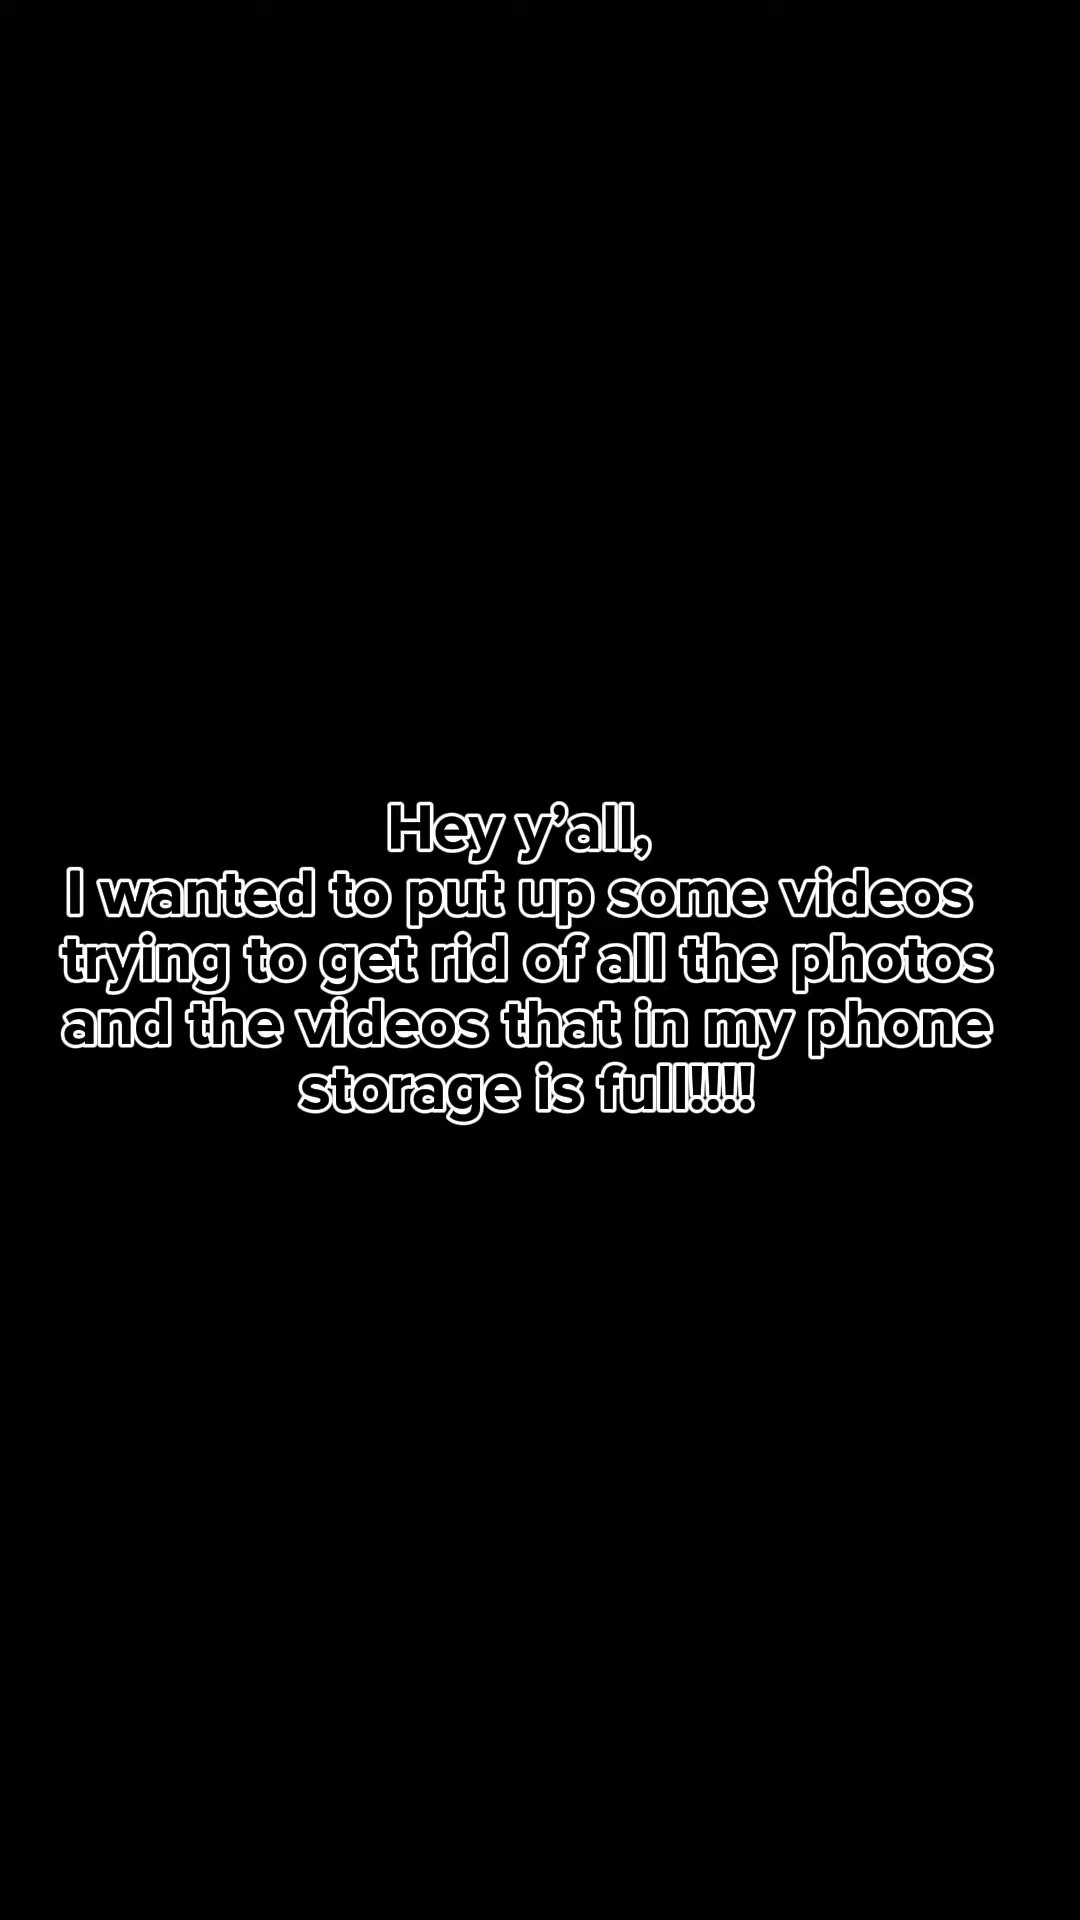 Hey y’all,
I wanted to put up some videos
trying to get rid of all the photos
and the videos that in my phone
storage is full!!!!